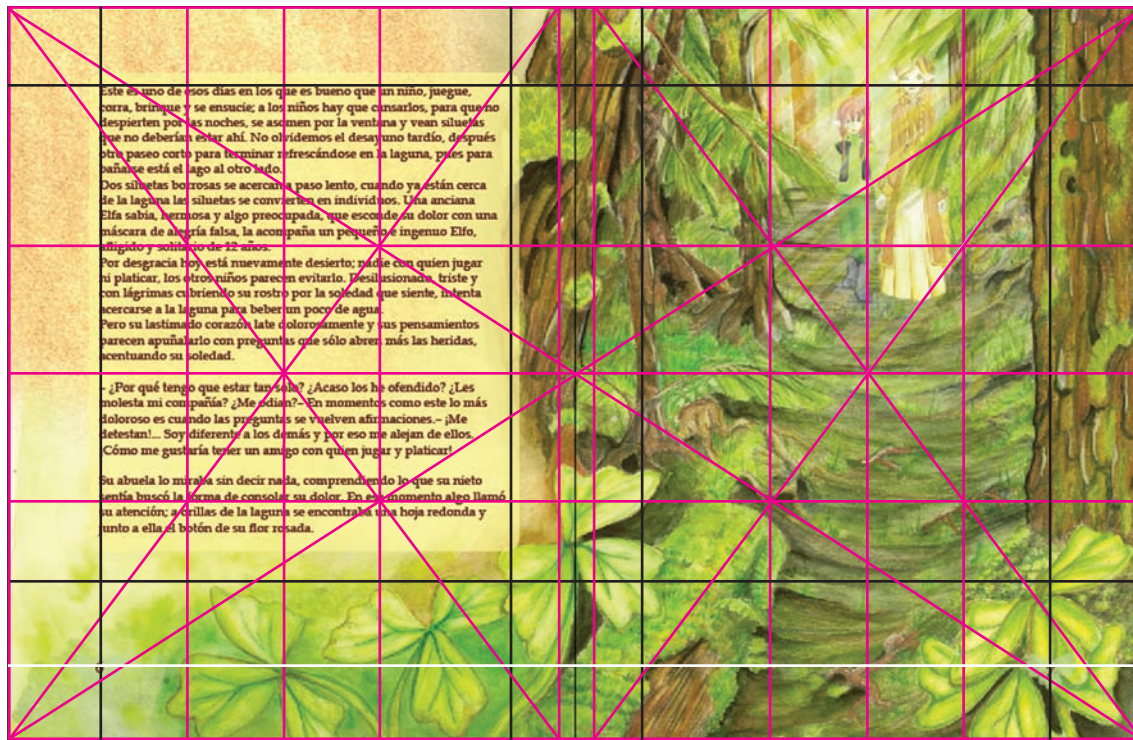 Este es uno de esos días en los que es bueno que un niño, juegue,
corra, brinque y se ensucie; a los niños hay que cansarlos, para que no
despierten por las noches, se asomen por la ventana y vean siluetas
que no deberían estar ahí. No olvidemos el desayuno tardío, después
otro paseo corto para terminar refrescándose en la laguna, pues para
bañarse está el lago al otro lado.
Dos siluetas borrosas se acercan a paso lento, cuando ya están cerca
de la laguna las siluetas se convierten en individuos. Una anciana
Elfa sabia, hermosa y algo preocupada, que esconde su dolor con una
máscara de alegría falsa, la acompaña un pequeño e ingenuo Elfo,
afligido y solitario de 12 años.
Por desgracia hoy está nuevamente desierto; nadie con quien jugar
ni platicar, los otros niños parecen evitarlo. Desilusionado, triste y
con lágrimas cubriendo su rostro por la soledad que siente, intenta
acercarse a la laguna para beber un poco de agua.
Pero su lastimado corazón late dolorosamente y sus pensamientos
parecen apuñalarlo con preguntas que sólo abren más las heridas,
acentuando su soledad.
- ¿Por qué tengo que estar tan solo? ¿Acaso los he ofendido? ¿Les
molesta mi compañía? ¿Me odian?– En momentos como este lo más
doloroso es cuando las preguntas se vuelven afirmaciones.– ¡Me
detestan!... Soy diferente a los demás y por eso me alejan de ellos.
¡Cómo me gustaría tener un amigo con quien jugar y platicar!
Su abuela lo miraba sin decir nada, comprendiendo lo que su nieto
sentía buscó la forma de consolar su dolor. En ese momento algo llamó
su atención; a orillas de la laguna se encontraba una hoja redonda y
junto a ella el botón de su flor rosada.